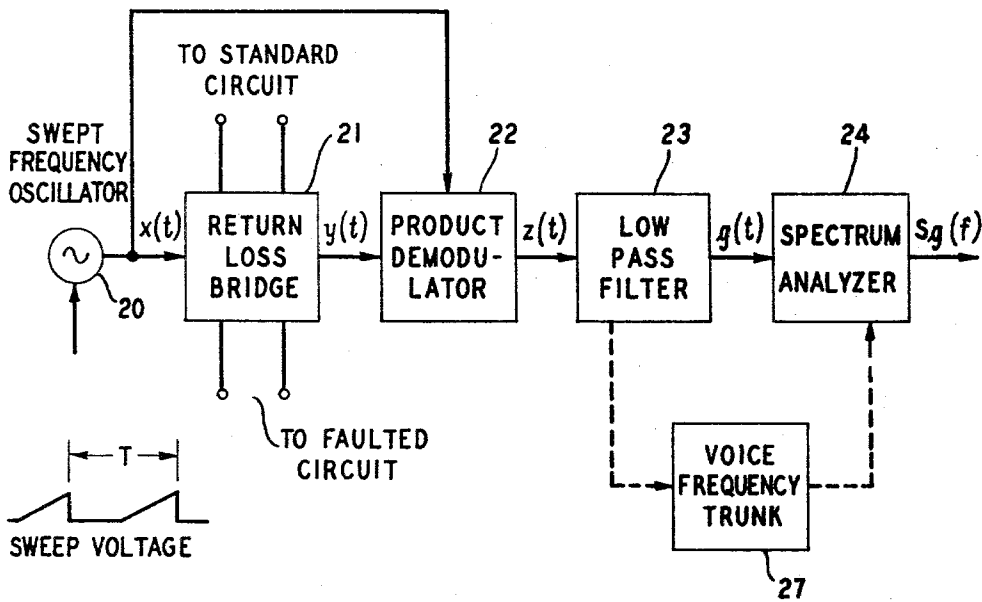 TO STANDARD
CIRCUIT
SWEPT
FREQUENCY
OSCILLATOR
20
x(t)
21
RETURN
LOSS
BRIDGE
y(t)
22
PRODUCT
DEMODU-
LATOR
z(t)
23
LOW
PASS
FILTER
g(t)
24
SPECTRUM
ANALYZER
Sg(f)
TO FAULTED
CIRCUIT
T
SWEEP VOLTAGE
VOICE
FREQUENCY
TRUNK
27